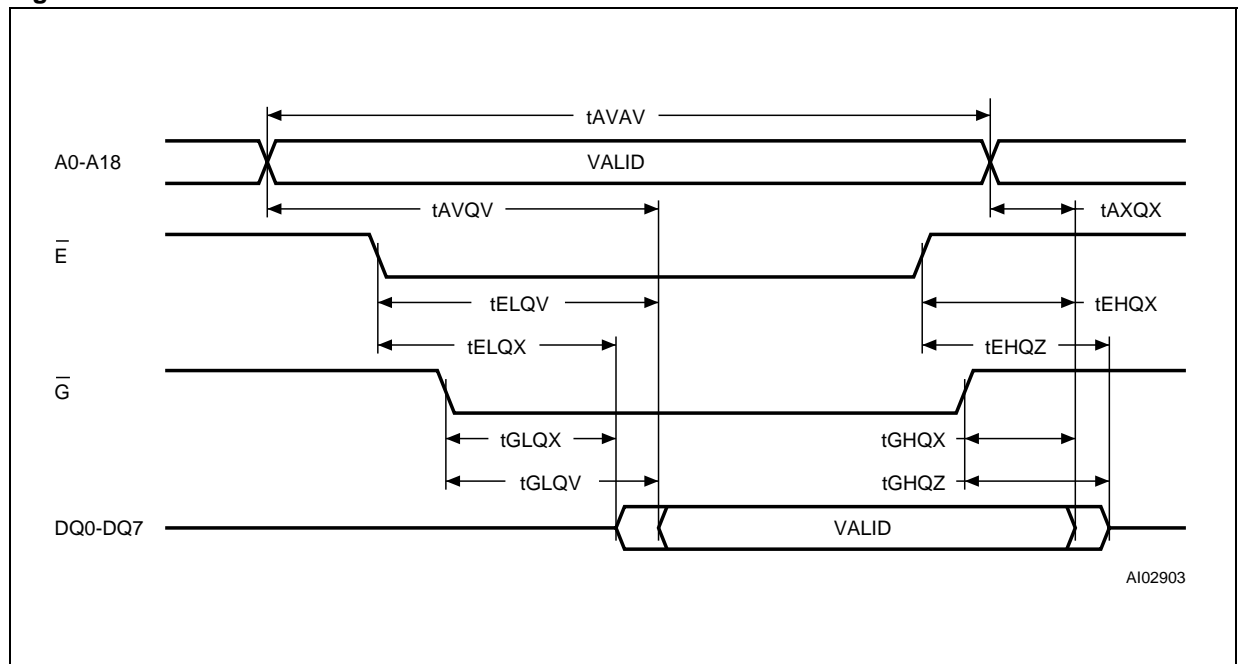 tAVAV
A0-A18
VALID
tAVQV
tAXQX
E
tELQV
tEHQX
tELQX
tEHQZ
G
tGLQX
tGHQX
tGLQV
tGHQZ
DQ0-DQ7
VALID
AI02903